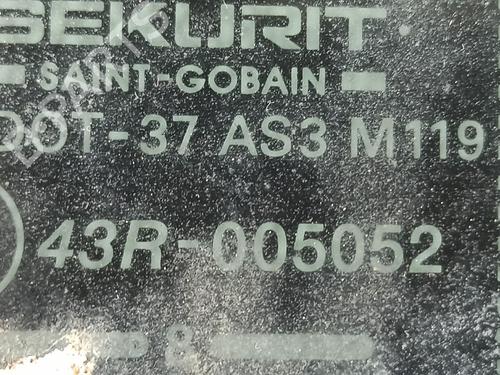 SEKURIT
SAINT-GOBAIN
DOT-37 AS3 M119
43R-005052
8